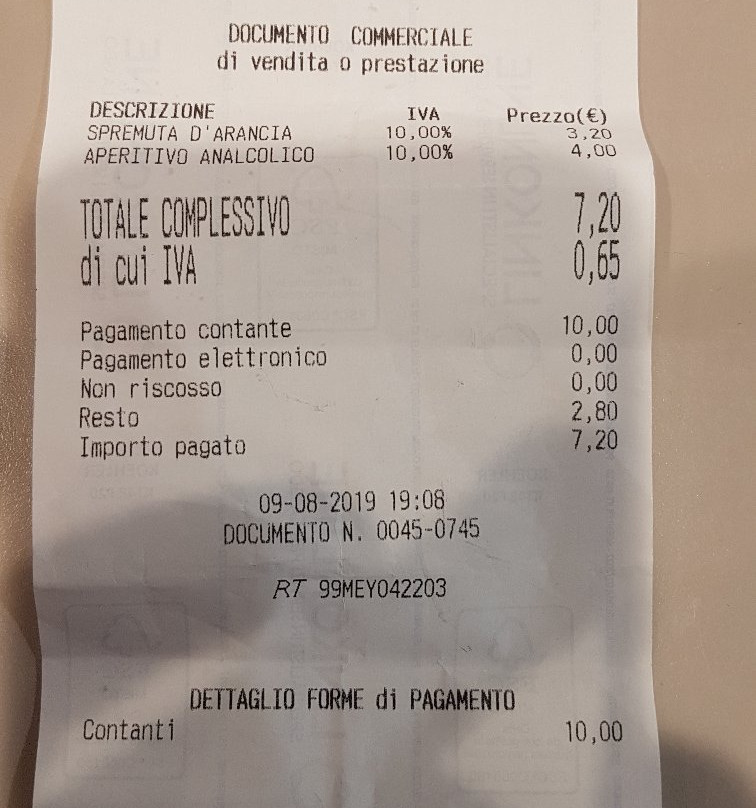 DOCUMENTO COMMERCIALE
di vendita o prestazione
DESCRIZIONE IVA Prezzo(€)
SPREMUTA D'ARANCIA 10,00% 3,20
APERITIVO ANALCOLICO 10,00% 4,00
TOTALE COMPLESSIVO 7,20
di cui IVA 0,65
Pagamento contante 10,00
Pagamento elettronico 0,00
Non riscosso 0,00
Resto 2,80
Importo pagato 7,20
09-08-2019 19:08
DOCUMENTO N. 0045-0745
RT 99MEY042203
DETTAGLIO FORME di PAGAMENTO
Contanti 10,00